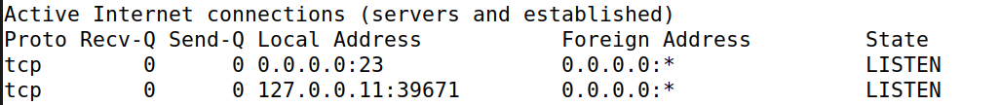 Active Internet connections (servers and established)
Proto Recv-Q Send-Q Local Address           Foreign Address         State
tcp        0      0 0.0.0.0:23              0.0.0.0:*               LISTEN
tcp        0      0 127.0.0.11:39671        0.0.0.0:*               LISTEN